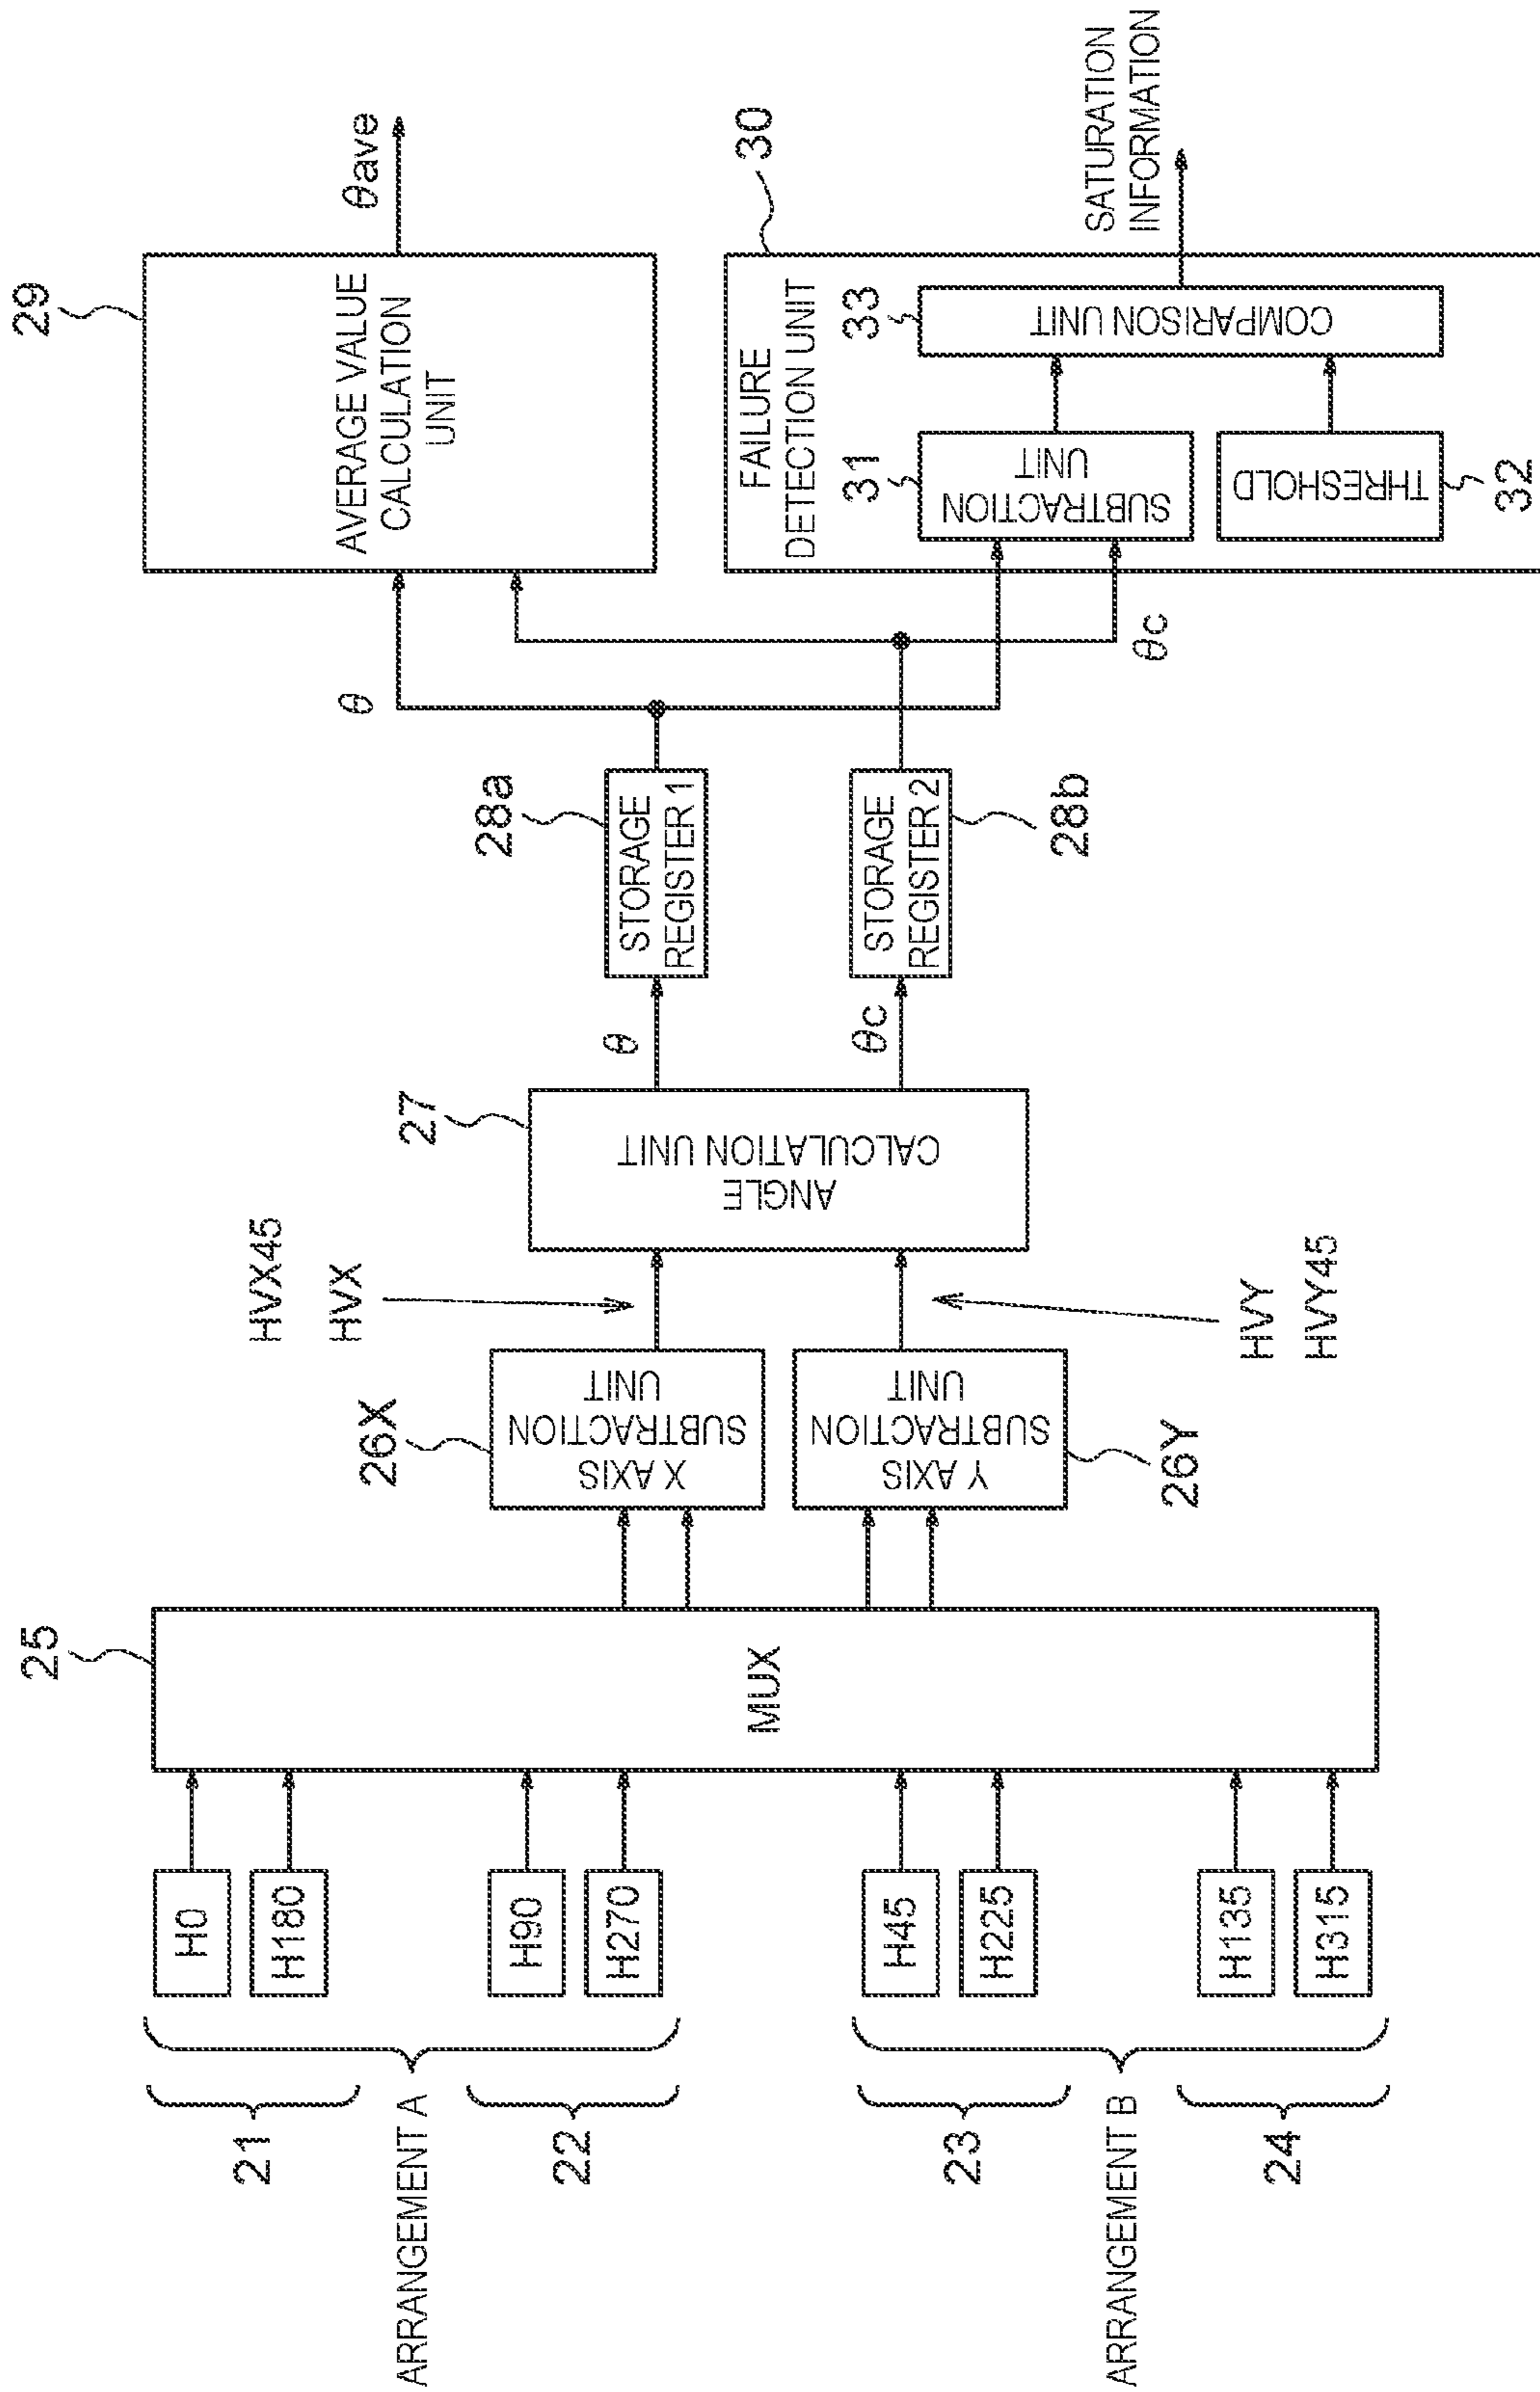 ARRANGEMENT A
21
22
ARRANGEMENT B
23
24
H0
H180
H90
H270
H45
H225
H135
H315
25
MUX
26X
X AXIS
SUBTRACTION
UNIT
26Y
Y AXIS
SUBTRACTION
UNIT
HVX45
HVX
HVY
HVY45
27
ANGLE
CALCULATION UNIT
θ
θc
28a
STORAGE
REGISTER 1
28b
STORAGE
REGISTER 2
θ
θc
29
AVERAGE VALUE
CALCULATION
UNIT
θave
30
FAILURE
DETECTION UNIT
31
SUBTRACTION
UNIT
THRESHOLD
32
33
COMPARISON UNIT
SATURATION
INFORMATION